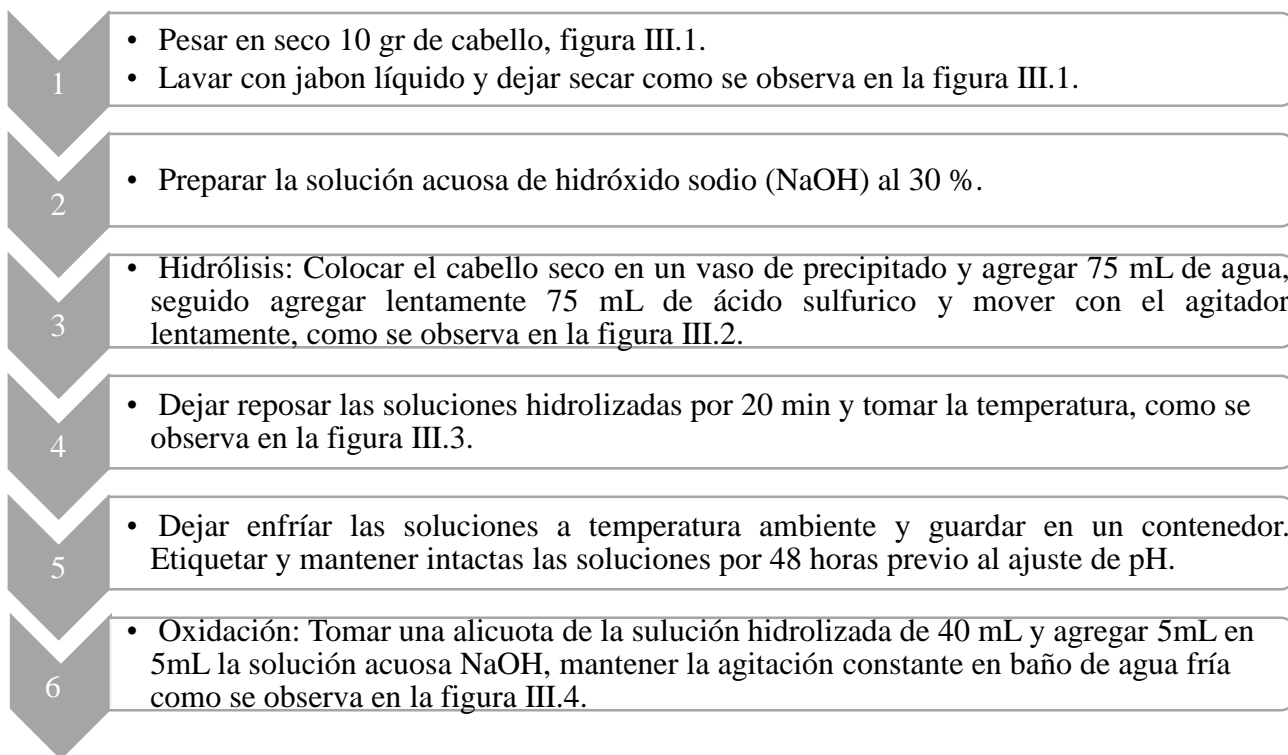 1
• Pesar en seco 10 gr de cabello, figura III.1.
• Lavar con jabon líquido y dejar secar como se observa en la figura III.1.
2
• Preparar la solución acuosa de hidróxido sodio (NaOH) al 30 %.
3
• Hidrólisis: Colocar el cabello seco en un vaso de precipitado y agregar 75 mL de agua,
seguido agregar lentamente 75 mL de ácido sulfurico y mover con el agitador
lentamente, como se observa en la figura III.2.
4
• Dejar reposar las soluciones hidrolizadas por 20 min y tomar la temperatura, como se
observa en la figura III.3.
5
• Dejar enfríar las soluciones a temperatura ambiente y guardar en un contenedor.
Etiquetar y mantener intactas las soluciones por 48 horas previo al ajuste de pH.
6
• Oxidación: Tomar una alicuota de la sulución hidrolizada de 40 mL y agregar 5mL en
5mL la solución acuosa NaOH, mantener la agitación constante en baño de agua fría
como se observa en la figura III.4.